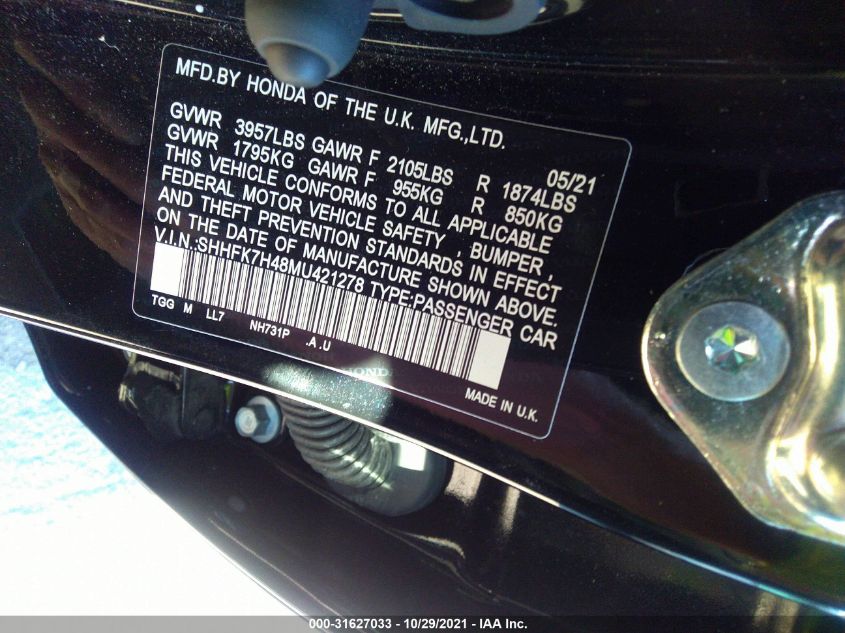 MFD.BY HONDA OF THE U.K. MFG.,LTD.
05/21
GVWR 3957LBS GAWR F 2105LBS R 1874LBS
GVWR 1795KG GAWR F 955KG R 850KG
THIS VEHICLE CONFORMS TO ALL APPLICABLE
FEDERAL MOTOR VEHICLE SAFETY , BUMPER ,
AND THEFT PREVENTION STANDARDS IN EFFECT
ON THE DATE OF MANUFACTURE SHOWN ABOVE.
V.I.N.:SHHFK7H48MU421278 TYPE:PASSENGER CAR
TGG M LL7 NH731P .A .U
HONDA
MADE IN U.K.
000-31627033 - 10/29/2021 - IAA Inc.